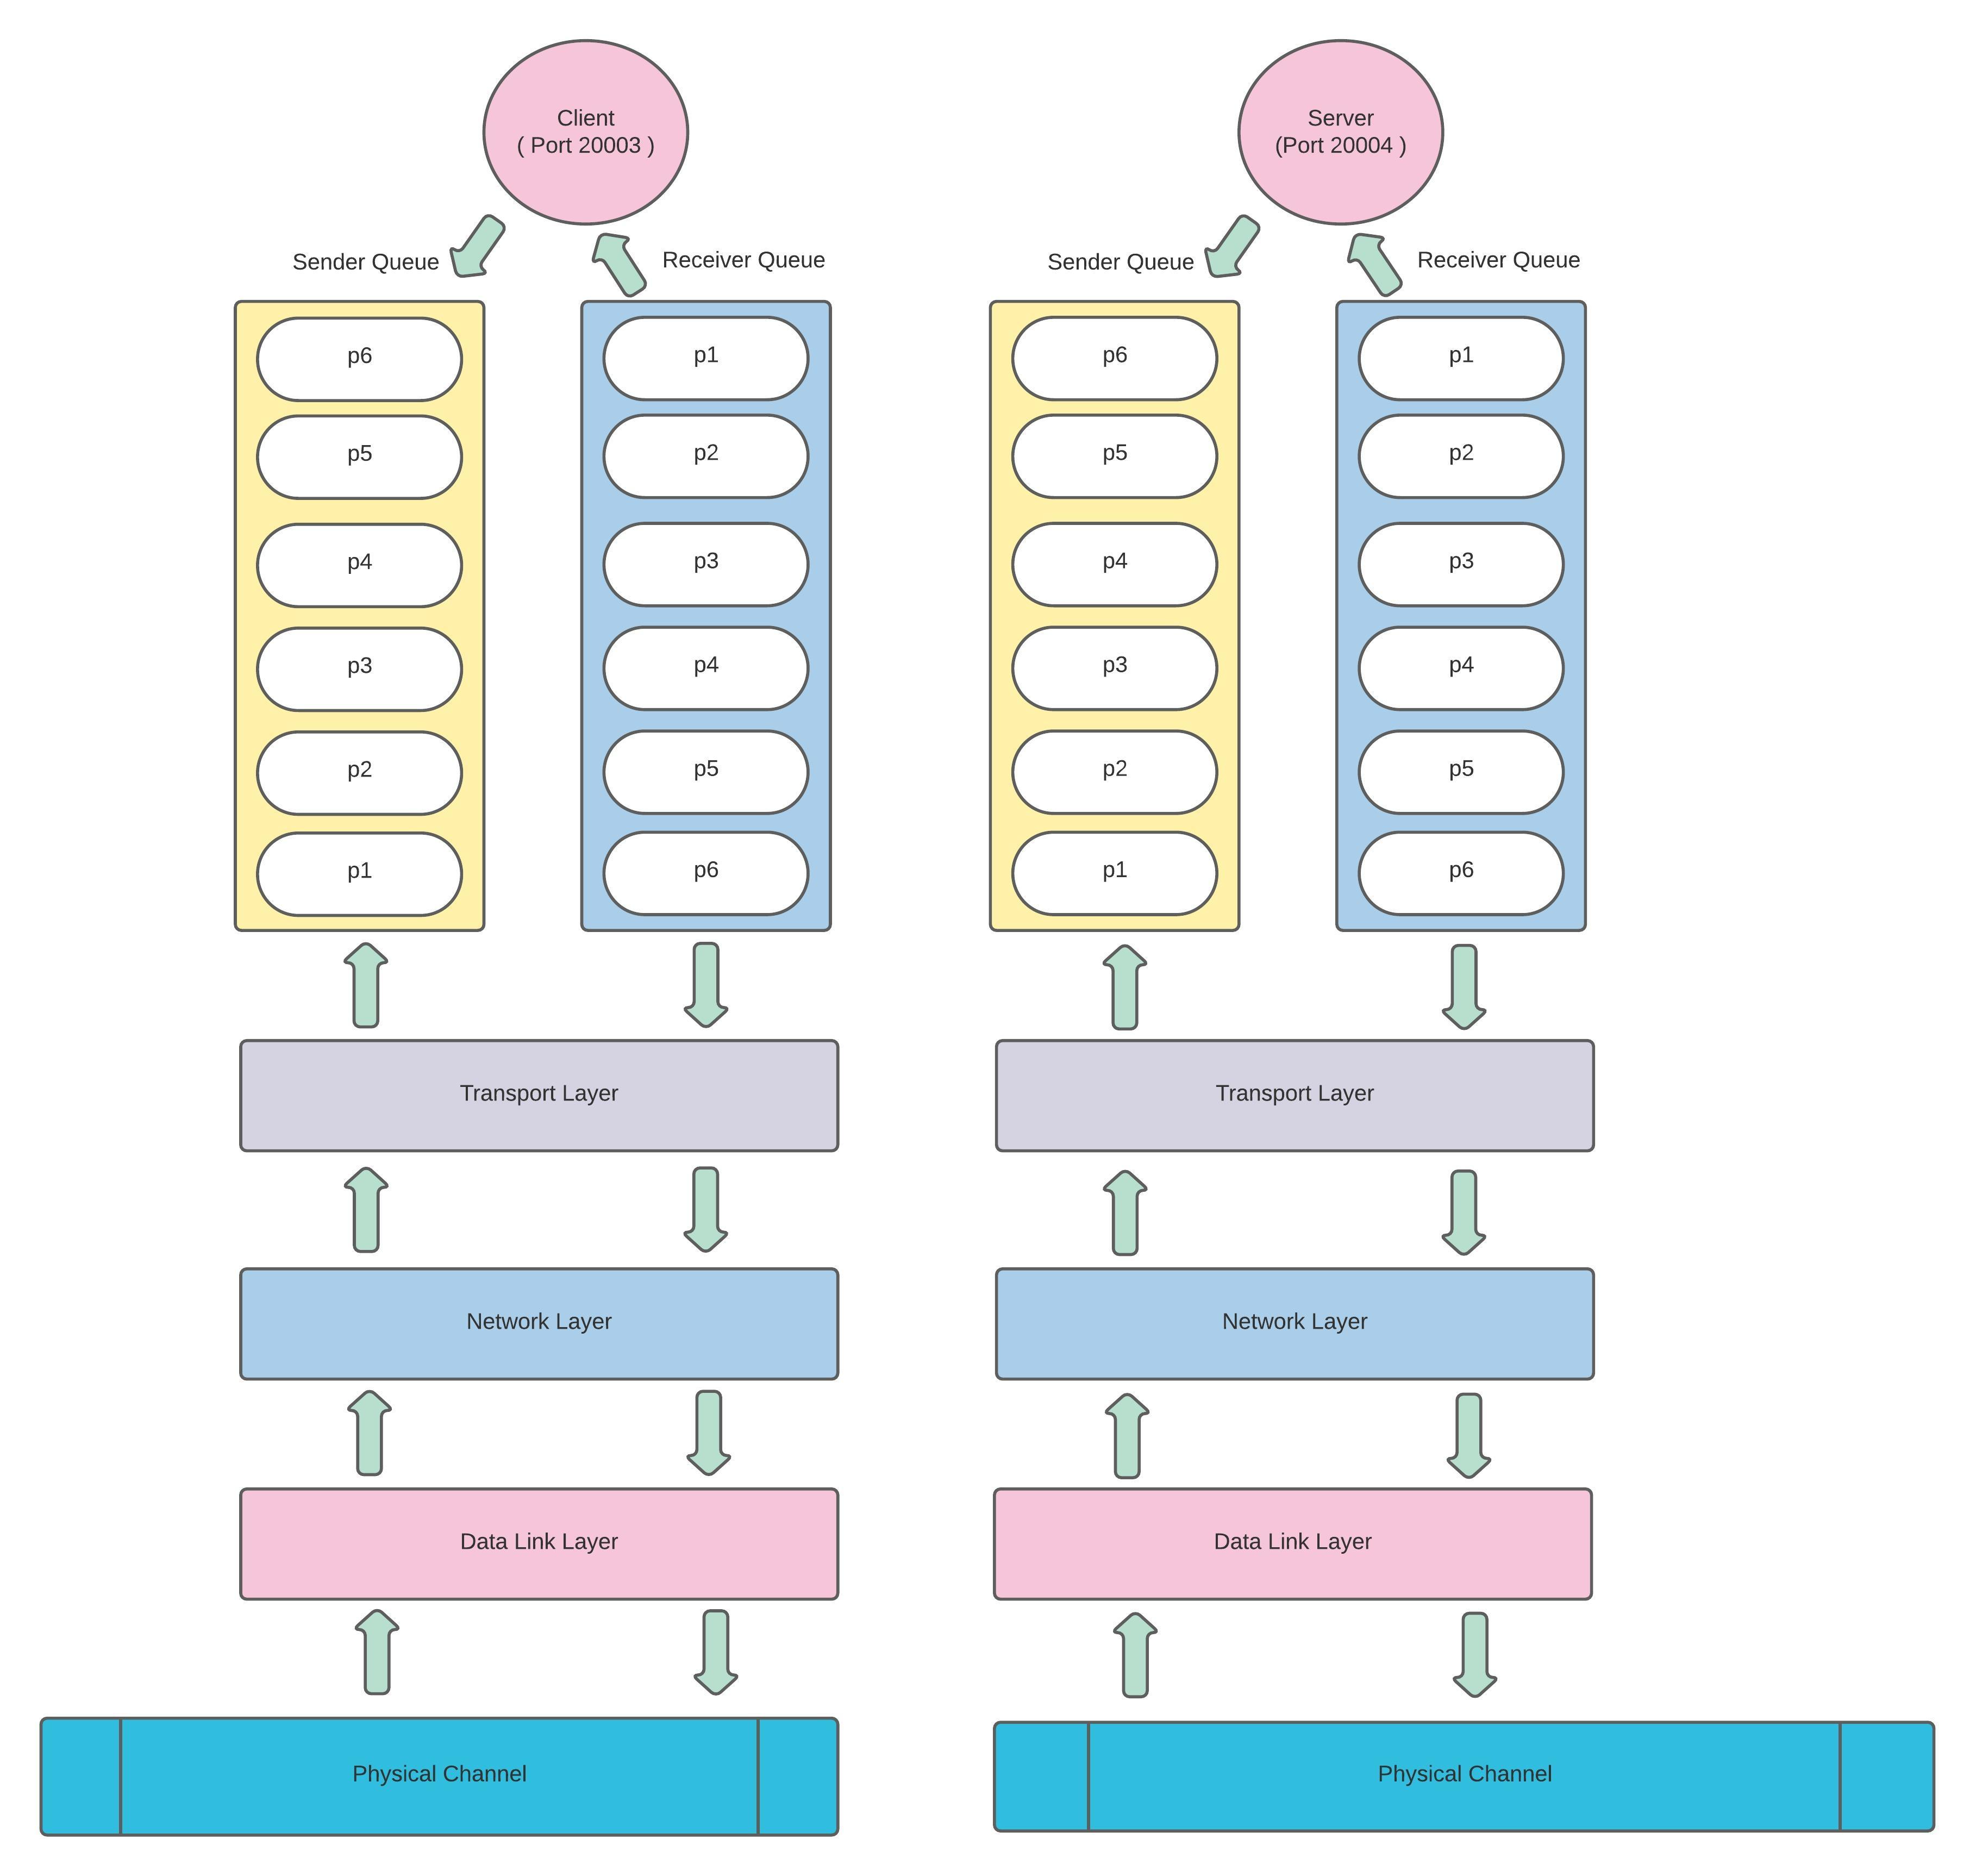 Client
( Port 20003 )
Server
(Port 20004 )
Sender Queue
Receiver Queue
Sender Queue
Receiver Queue
p6
p5
p4
p3
p2
p1
p1
p2
p3
p4
p5
p6
p6
p5
p4
p3
p2
p1
p1
p2
p3
p4
p5
p6
Transport Layer
Transport Layer
Network Layer
Network Layer
Data Link Layer
Data Link Layer
Physical Channel
Physical Channel